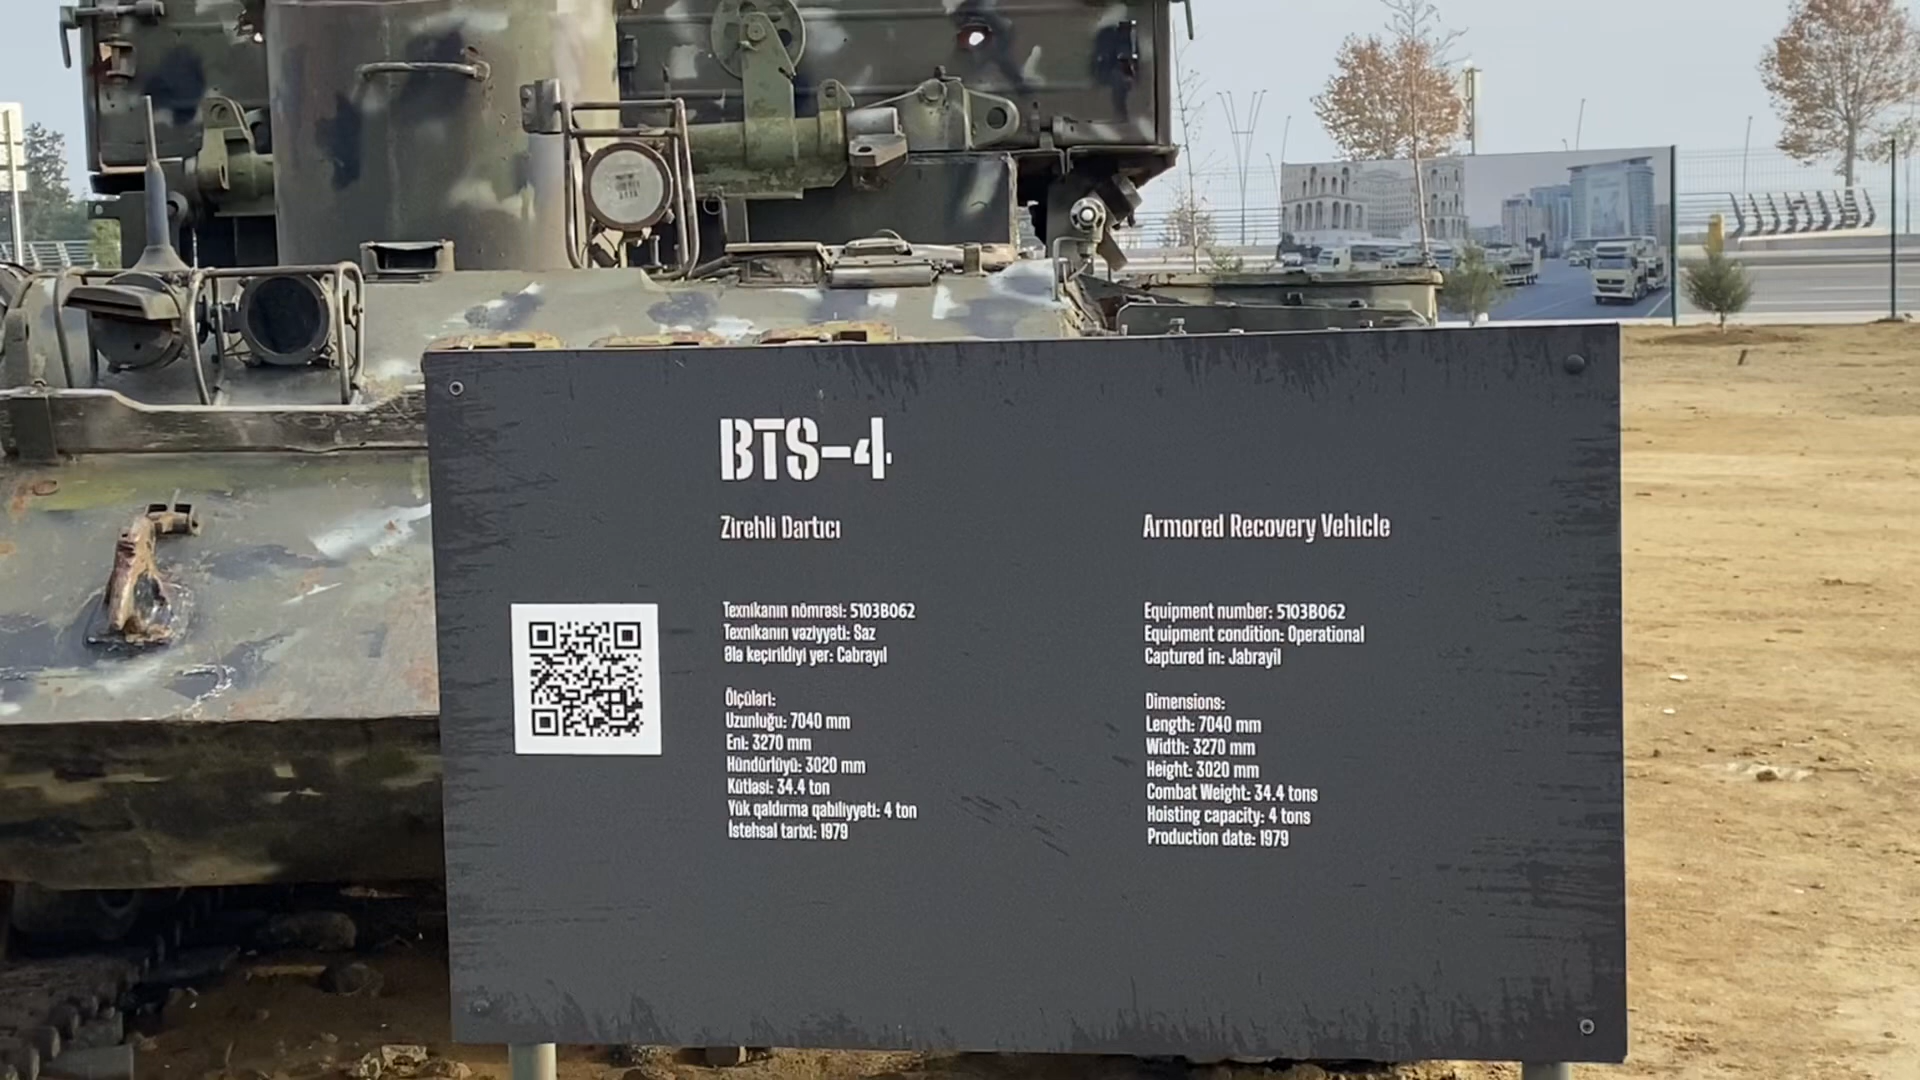 BTS-4
Zirehli Dartıcı
Texnikanın nömrəsi: 5103B062
Texnikanın vəziyyəti: Saz
Ələ keçirildiyi yer: Cəbrayıl
Ölçüləri:
Uzunluğu: 7040 mm
Eni: 3270 mm
Hündürlüyü: 3020 mm
Kütləsi: 34.4 ton
Yük qaldırma qabiliyyəti: 4 ton
İstehsal tarixi: 1979
Armored Recovery Vehicle
Equipment number: 5103B062
Equipment condition: Operational
Captured in: Jabrayil
Dimensions:
Length: 7040 mm
Width: 3270 mm
Height: 3020 mm
Combat Weight: 34.4 tons
Hoisting capacity: 4 tons
Production date: 1979